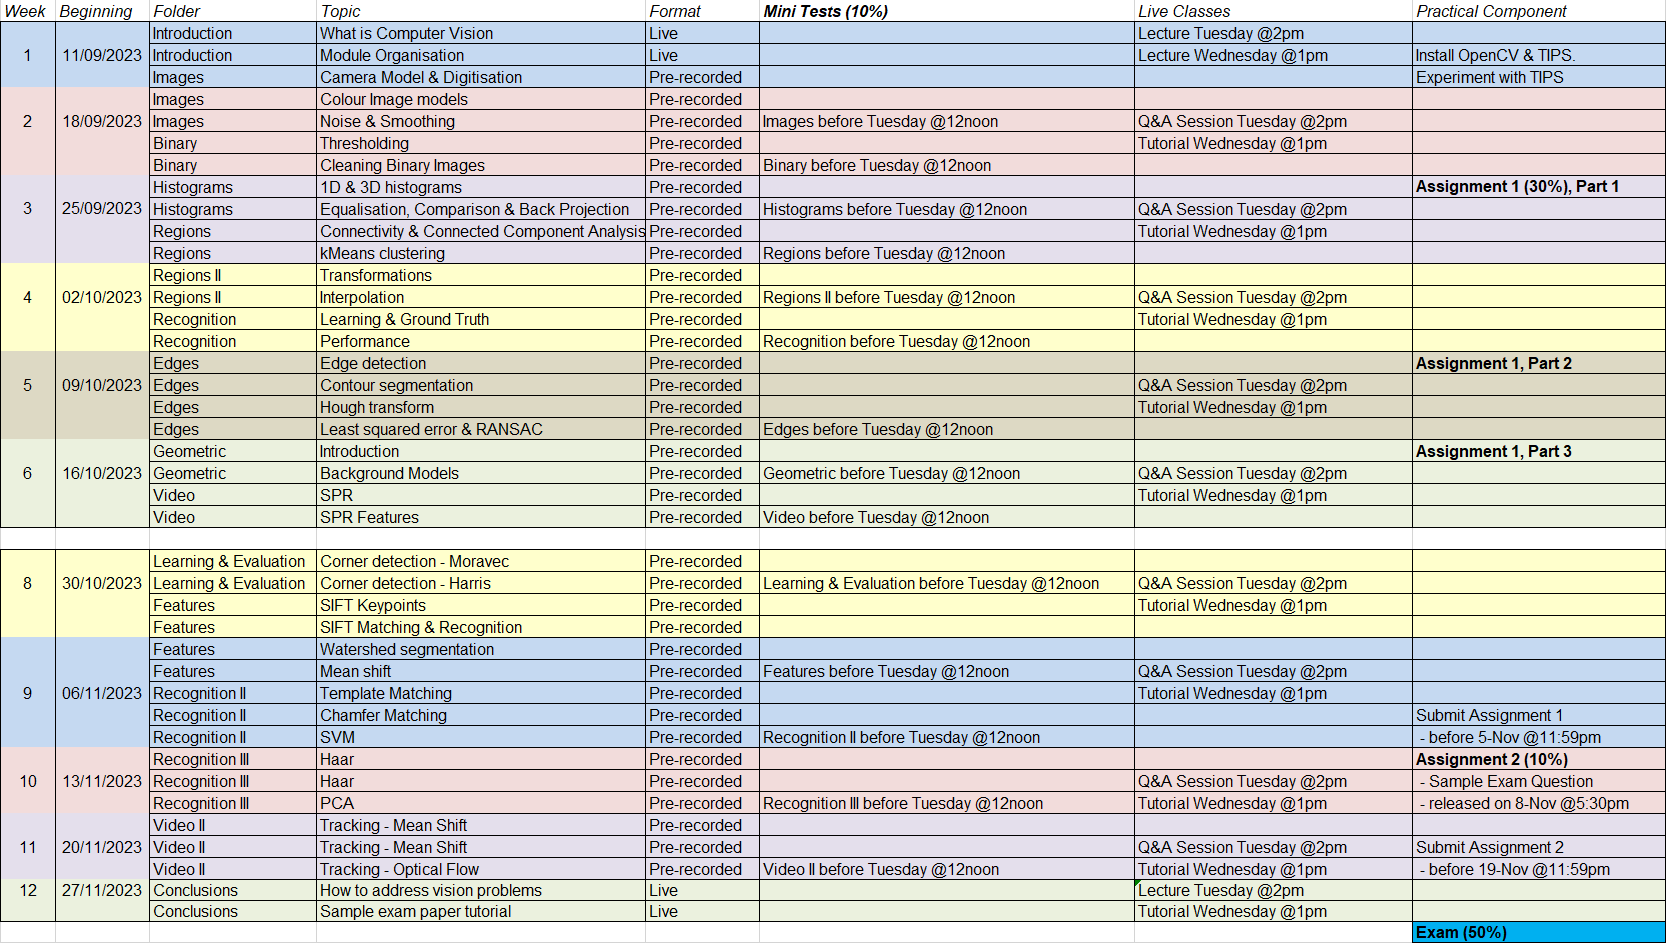 Week Beginning Folder Topic Format Mini Tests (10%) Live Classes Practical Component
Introduction What is Computer Vision Live Lecture Tuesday @2pm
1 11/09/2023 Introduction Module Organisation Live Lecture Wednesday @1pm Install OpenCV & TIPS.
Images Camera Model & Digitisation Pre-recorded Experiment with TIPS
Images Colour Image models Pre-recorded
2 18/09/2023 Images Noise & Smoothing Pre-recorded Images before Tuesday @12noon Q&A Session Tuesday @2pm
Binary Thresholding Pre-recorded Tutorial Wednesday @1pm
Binary Cleaning Binary Images Pre-recorded Binary before Tuesday @12noon
Histograms 1D & 3D histograms Pre-recorded Assignment 1 (30%), Part 1
3 25/09/2023 Histograms Equalisation, Comparison & Back Projection Pre-recorded Histograms before Tuesday @12noon Q&A Session Tuesday @2pm
Regions Connectivity & Connected Component Analysis Pre-recorded Tutorial Wednesday @1pm
Regions kMeans clustering Pre-recorded Regions before Tuesday @12noon
Regions II Transformations Pre-recorded
4 02/10/2023 Regions II Interpolation Pre-recorded Regions II before Tuesday @12noon Q&A Session Tuesday @2pm
Recognition Learning & Ground Truth Pre-recorded Tutorial Wednesday @1pm
Recognition Performance Pre-recorded Recognition before Tuesday @12noon
Edges Edge detection Pre-recorded Assignment 1, Part 2
5 09/10/2023 Edges Contour segmentation Pre-recorded Q&A Session Tuesday @2pm
Edges Hough transform Pre-recorded Tutorial Wednesday @1pm
Edges Least squared error & RANSAC Pre-recorded Edges before Tuesday @12noon
Geometric Introduction Pre-recorded Assignment 1, Part 3
6 16/10/2023 Geometric Background Models Pre-recorded Geometric before Tuesday @12noon Q&A Session Tuesday @2pm
Video SPR Pre-recorded Tutorial Wednesday @1pm
Video SPR Features Pre-recorded Video before Tuesday @12noon
Learning & Evaluation Corner detection - Moravec Pre-recorded
8 30/10/2023 Learning & Evaluation Corner detection - Harris Pre-recorded Learning & Evaluation before Tuesday @12noon Q&A Session Tuesday @2pm
Features SIFT Keypoints Pre-recorded Tutorial Wednesday @1pm
Features SIFT Matching & Recognition Pre-recorded
Features Watershed segmentation Pre-recorded
Features Mean shift Pre-recorded Features before Tuesday @12noon Q&A Session Tuesday @2pm
9 06/11/2023 Recognition II Template Matching Pre-recorded Tutorial Wednesday @1pm
Recognition II Chamfer Matching Pre-recorded Submit Assignment 1
Recognition II SVM Pre-recorded Recognition II before Tuesday @12noon - before 5-Nov @11:59pm
Recognition III Haar Pre-recorded Assignment 2 (10%)
10 13/11/2023 Recognition III Haar Pre-recorded Q&A Session Tuesday @2pm - Sample Exam Question
Recognition III PCA Pre-recorded Recognition III before Tuesday @12noon Tutorial Wednesday @1pm - released on 8-Nov @5:30pm
Video II Tracking - Mean Shift Pre-recorded
11 20/11/2023 Video II Tracking - Mean Shift Pre-recorded Q&A Session Tuesday @2pm Submit Assignment 2
Video II Tracking - Optical Flow Pre-recorded Video II before Tuesday @12noon Tutorial Wednesday @1pm - before 19-Nov @11:59pm
12 27/11/2023 Conclusions How to address vision problems Live Lecture Tuesday @2pm
Conclusions Sample exam paper tutorial Live Tutorial Wednesday @1pm
Exam (50%)